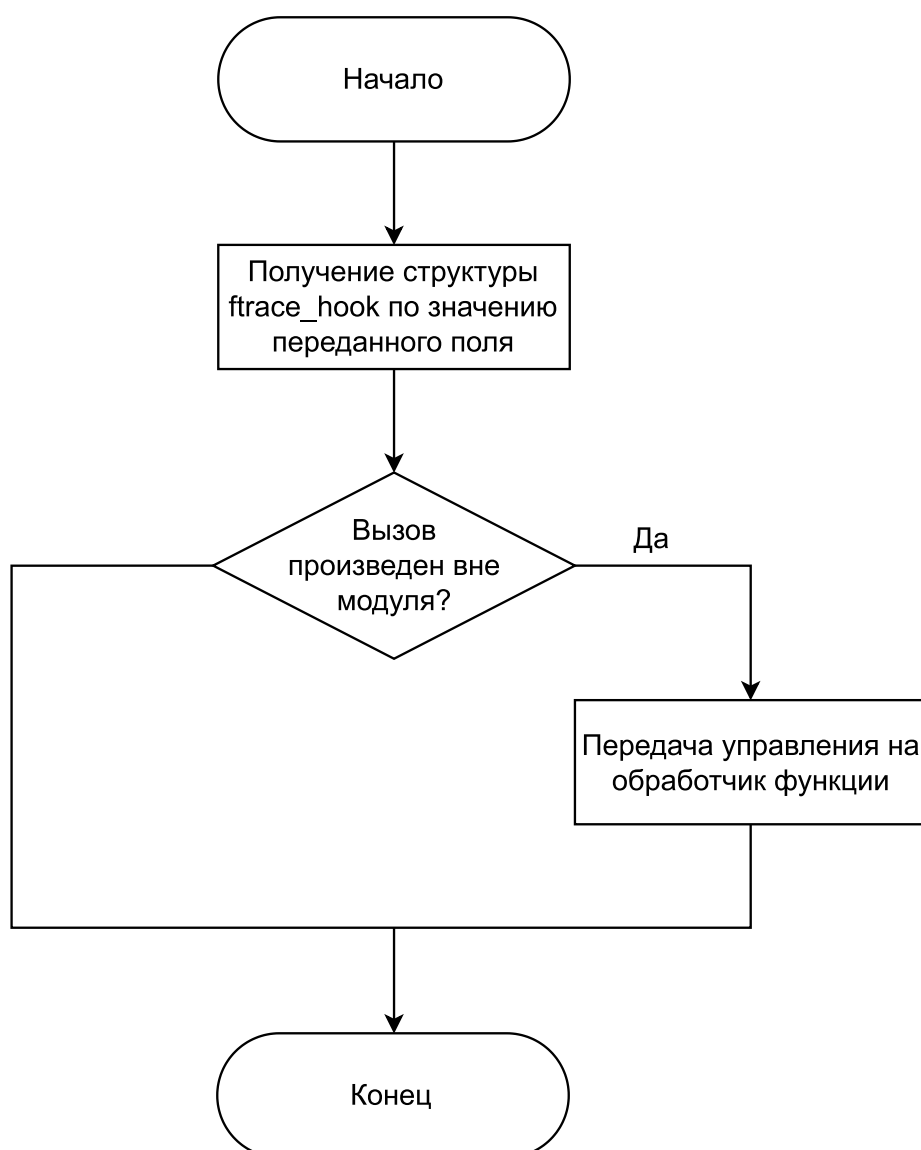 Начало
Получение структуры
ftrace_hook по значению
переданного поля
Вызов
произведен вне
модуля?
Да
Передача управления на
обработчик функции
Конец